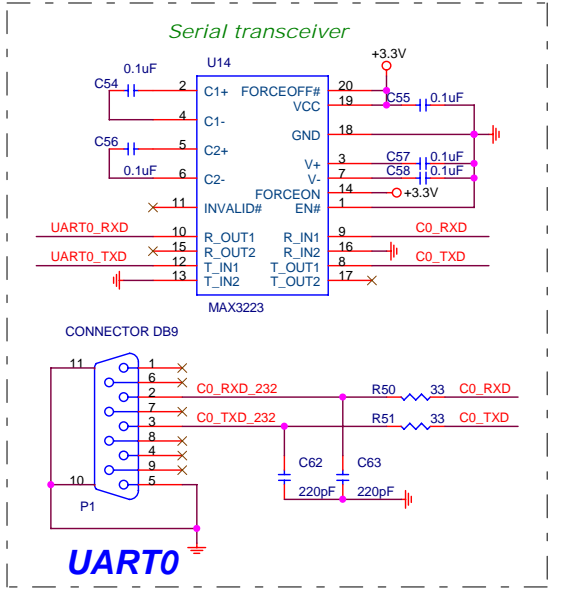 Serial transceiver
+3.3V
U14
C54 0.1uF
2 C1+ FORCEOFF# 20
VCC 19 C55 0.1uF
4 C1-
GND 18
C56
5 C2+
0.1uF
V+ 3 C57 0.1uF
6 C2- V- 7 C58 0.1uF
FORCEON 14 +3.3V
11 INVALID# EN# 1
UART0_RXD 10 R_OUT1 R_IN1 9 C0_RXD
15 R_OUT2 R_IN2 16
UART0_TXD 12 T_IN1 T_OUT1 8 C0_TXD
13 T_IN2 T_OUT2 17
MAX3223
CONNECTOR DB9
11 1
6
2 C0_RXD_232 R50 33 C0_RXD
7
3 C0_TXD_232 R51 33 C0_TXD
8
4
9 C62 C63
10 5 220pF 220pF
P1
UART0